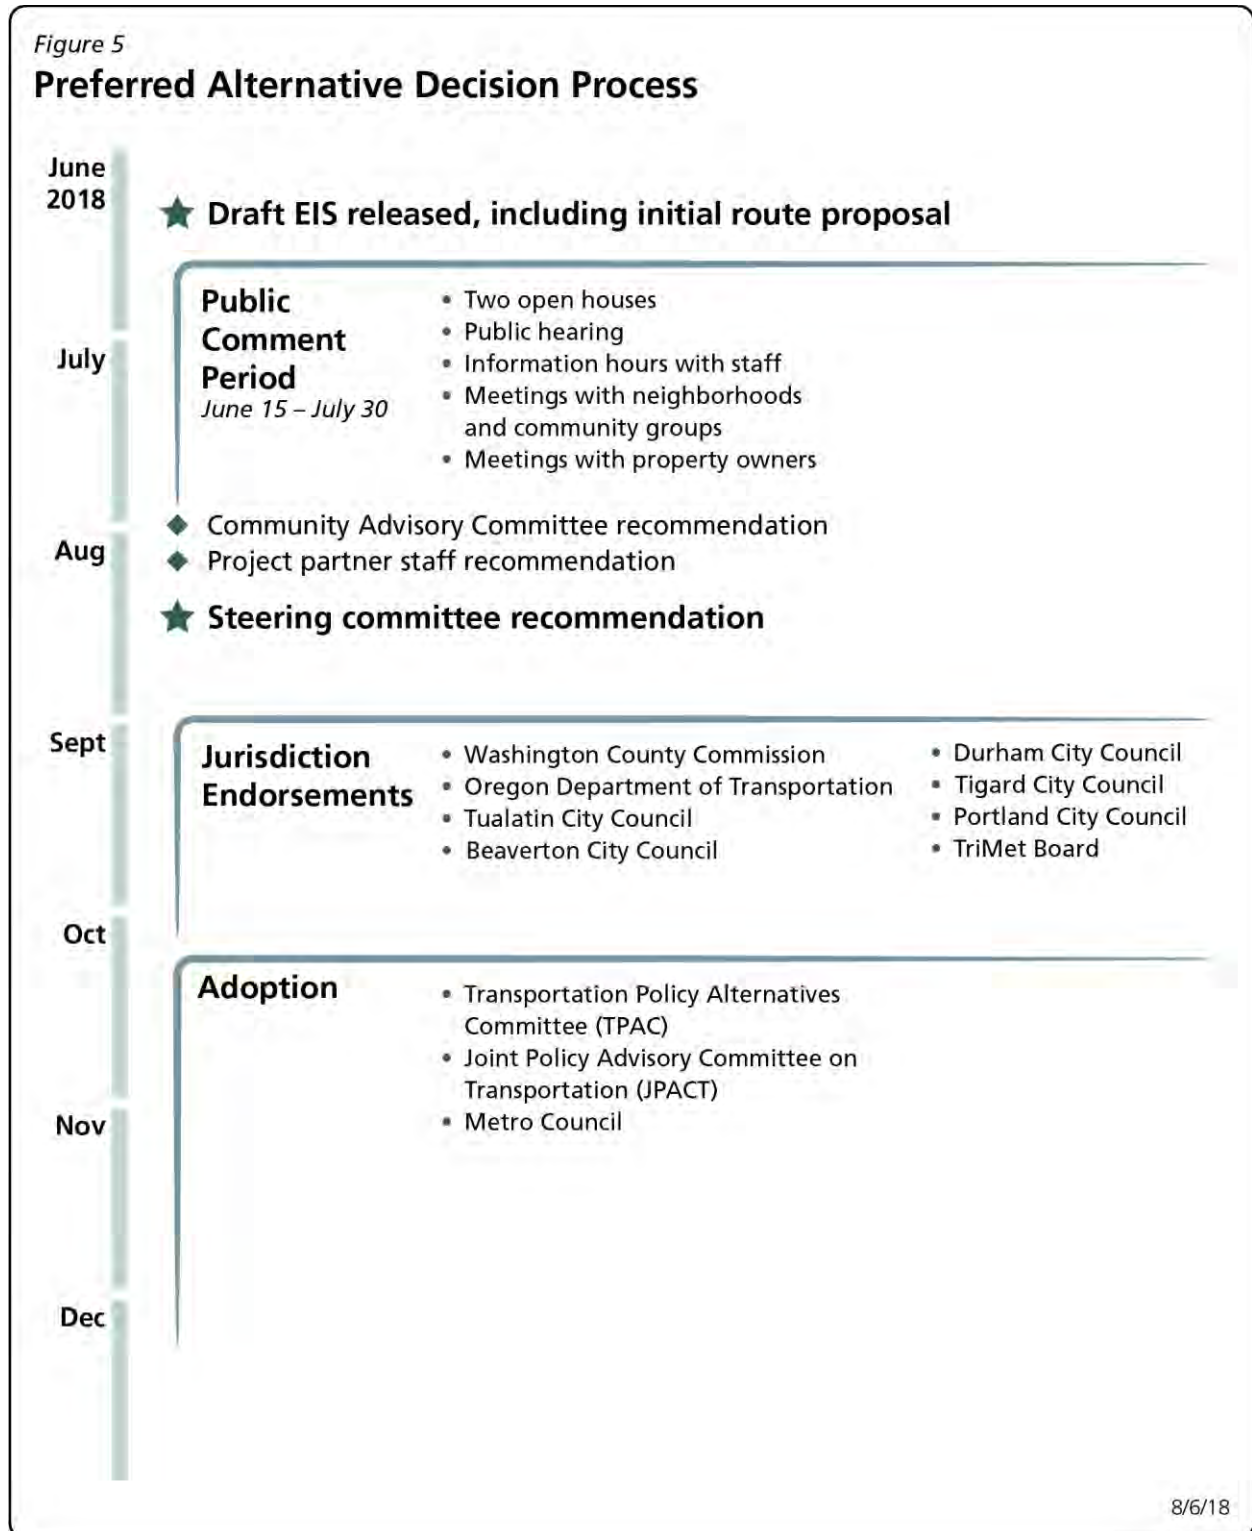 Figure 5
Preferred Alternative Decision Process
June
2018
★ Draft EIS released, including initial route proposal
Public
Comment
Period
June 15 – July 30
• Two open houses
• Public hearing
• Information hours with staff
• Meetings with neighborhoods
and community groups
• Meetings with property owners
July
◆ Community Advisory Committee recommendation
Aug
◆ Project partner staff recommendation
★ Steering committee recommendation
Sept
Jurisdiction
Endorsements
• Washington County Commission
• Oregon Department of Transportation
• Tualatin City Council
• Beaverton City Council
• Durham City Council
• Tigard City Council
• Portland City Council
• TriMet Board
Oct
Adoption
• Transportation Policy Alternatives
Committee (TPAC)
• Joint Policy Advisory Committee on
Transportation (JPACT)
• Metro Council
Nov
Dec
8/6/18